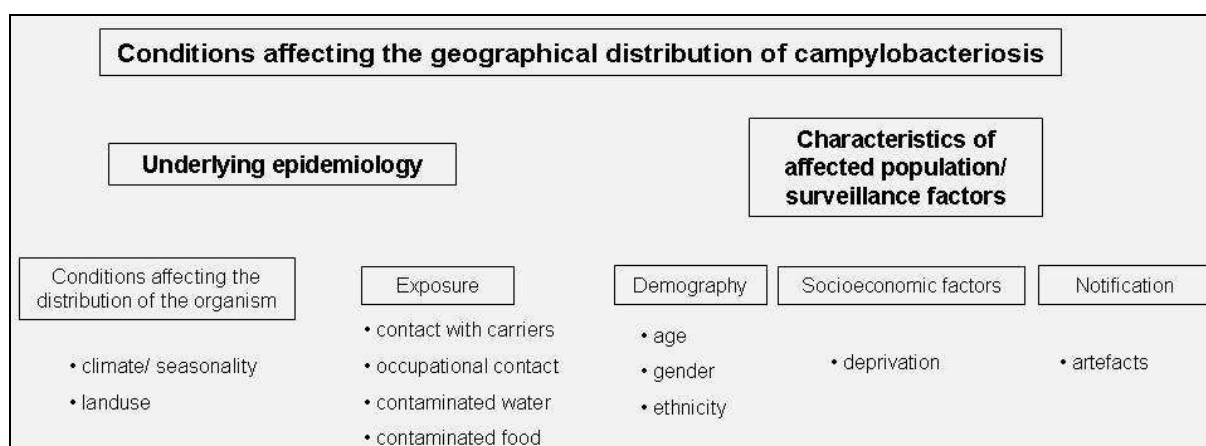 Conditions affecting the geographical distribution of campylobacteriosis
Underlying epidemiology
Characteristics of
affected population/
surveillance factors
Conditions affecting the
distribution of the organism
• climate/ seasonality
• landuse
Exposure
• contact with carriers
• occupational contact
• contaminated water
• contaminated food
Demography
• age
• gender
• ethnicity
Socioeconomic factors
• deprivation
Notification
• artefacts